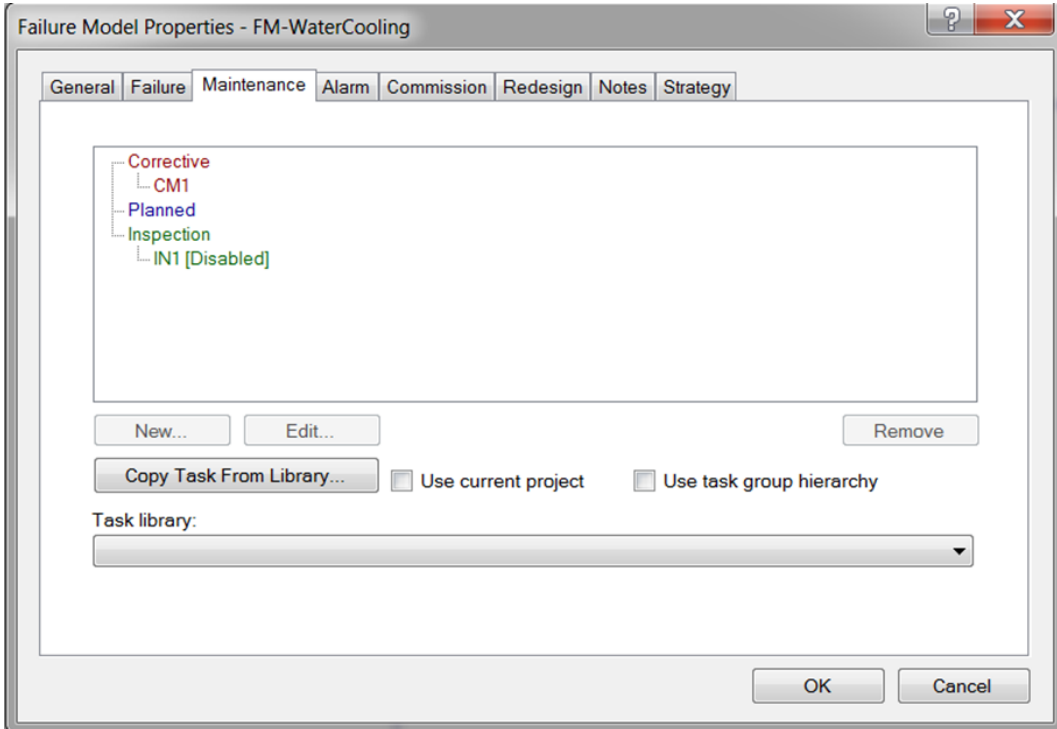 Failure Model Properties - FM-WaterCooling
General Failure Maintenance Alarm Commission Redesign Notes Strategy
Corrective
CM1
Planned
Inspection
IN1 [Disabled]
New... Edit... Remove
Copy Task From Library... Use current project Use task group hierarchy
Task library:
OK Cancel